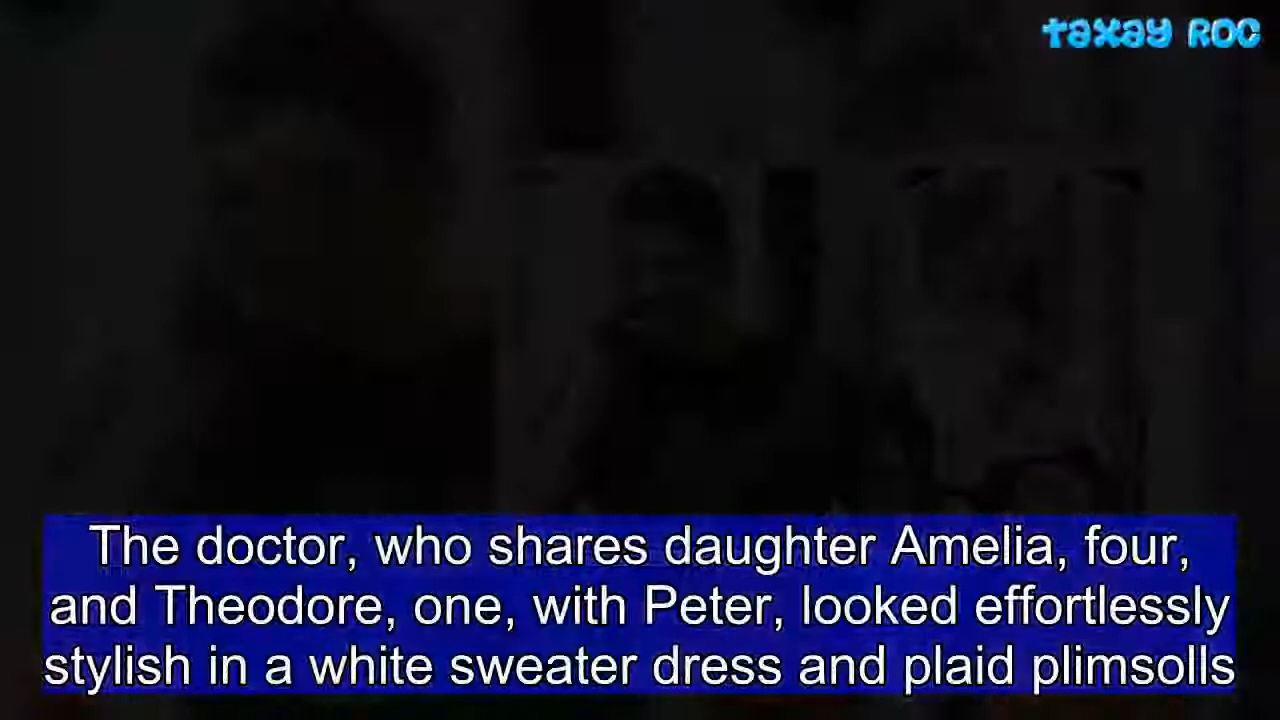 TaXaY ROC
The doctor, who shares daughter Amelia, four,
and Theodore, one, with Peter, looked effortlessly
stylish in a white sweater dress and plaid plimsolls